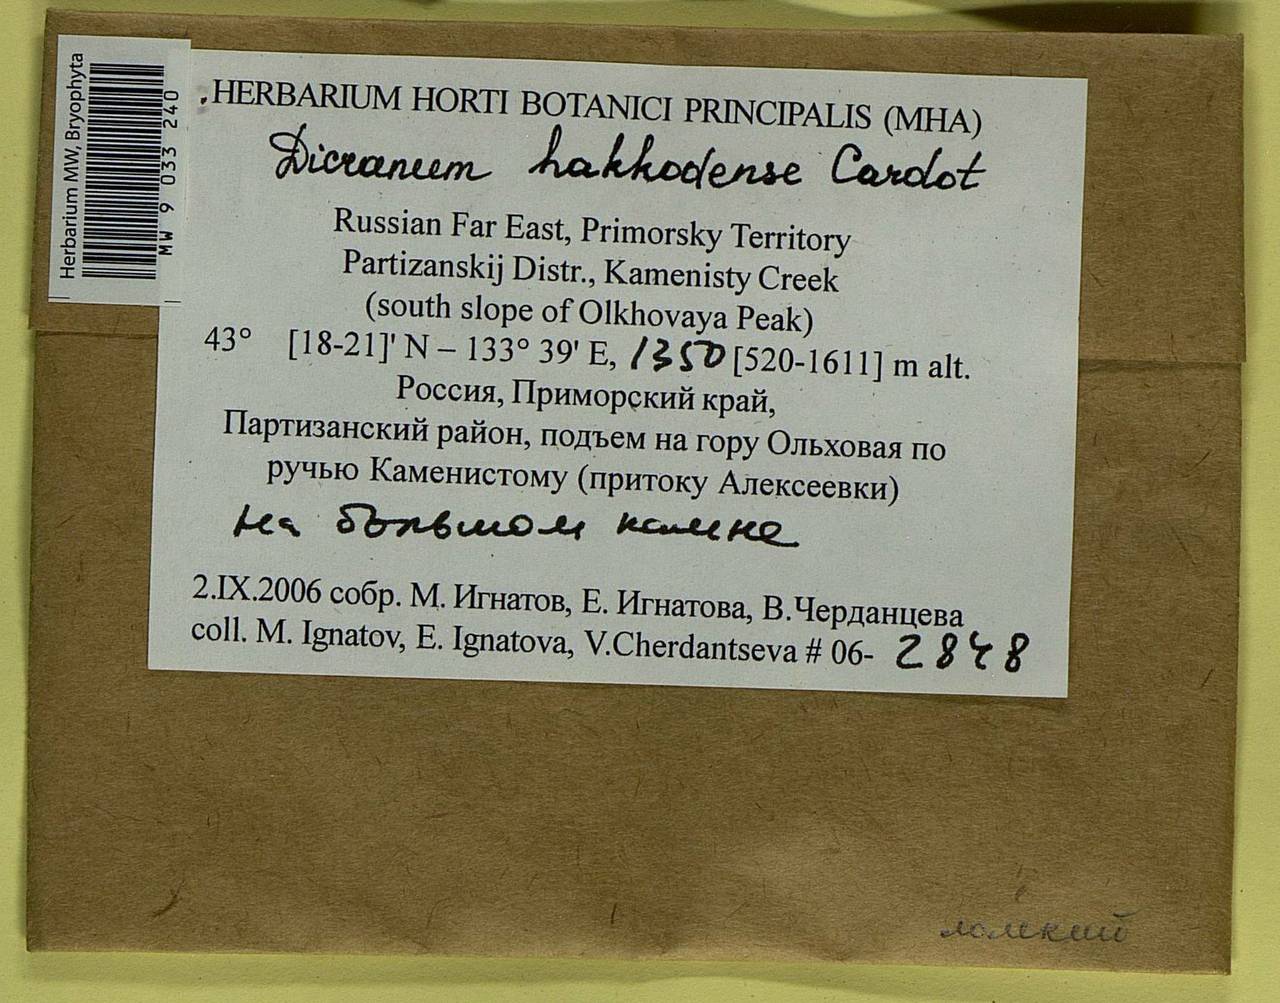 Herbarium MW, Bryophyta
MW 9 033 240
HERBARIUM HORTI BOTANICI PRINCIPALIS (MHA)
Dicranum hakkodense Cardot
Russian Far East, Primorsky Territory
Partizanskij Distr., Kamenisty Creek
(south slope of Olkhovaya Peak)
43° [18-21]' N – 133° 39' E, 1350 [520-1611] m alt.
Россия, Приморский край,
Партизанский район, подъем на гору Ольховая по
ручью Каменистому (притоку Алексеевки)
на большом камне
2.IX.2006 собр. М. Игнатов, Е. Игнатова, В.Черданцева
coll. M. Ignatov, E. Ignatova, V.Cherdantseva # 06- 2848
ломкий